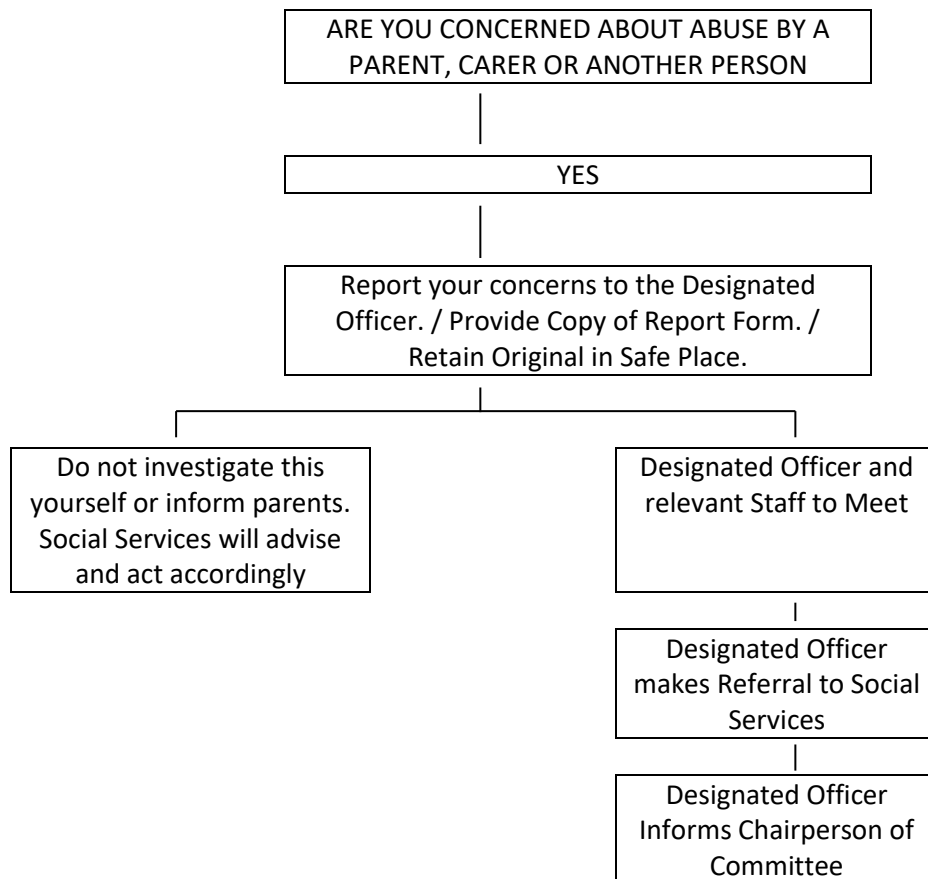 ARE YOU CONCERNED ABOUT ABUSE BY A
PARENT, CARER OR ANOTHER PERSON
YES
Report your concerns to the Designated
Officer. / Provide Copy of Report Form. /
Retain Original in Safe Place.
Do not investigate this
yourself or inform parents.
Social Services will advise
and act accordingly
Designated Officer and
relevant Staff to Meet
Designated Officer
makes Referral to Social
Services
Designated Officer
Informs Chairperson of
Committee